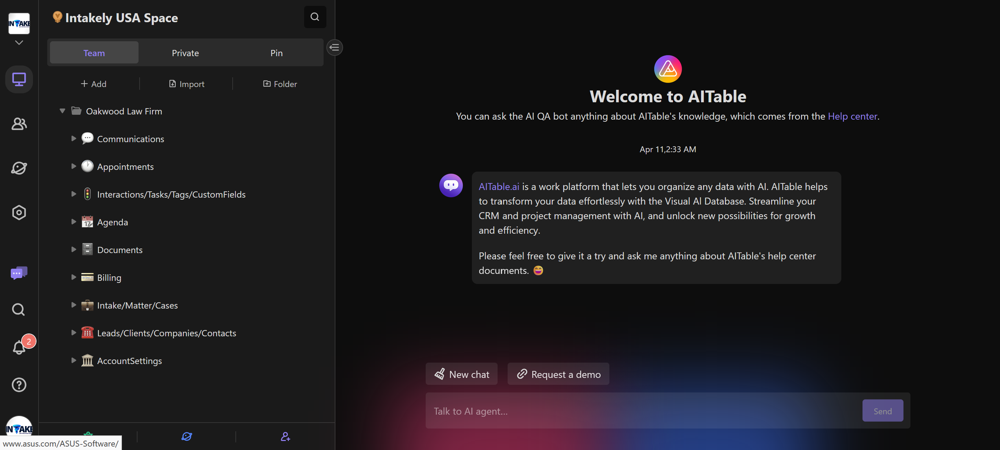 INTAKE
Intakely USA Space
Team
Private
Pin
Add
Import
Folder
Oakwood Law Firm
Communications
Appointments
Interactions/Tasks/Tags/CustomFields
JUL
17
Agenda
Documents
Billing
Intake/Matter/Cases
Leads/Clients/Companies/Contacts
AccountSettings
2
INTAKE
www.asus.com/ASUS-Software/
Welcome to AITable
You can ask the AI QA bot anything about AITable's knowledge, which comes from the Help center.
Apr 11,2:33 AM
AITable.ai is a work platform that lets you organize any data with AI. AITable helps
to transform your data effortlessly with the Visual AI Database. Streamline your
CRM and project management with AI, and unlock new possibilities for growth
and efficiency.
Please feel free to give it a try and ask me anything about AITable's help center
documents. 😄
New chat
Request a demo
Talk to AI agent...
Send